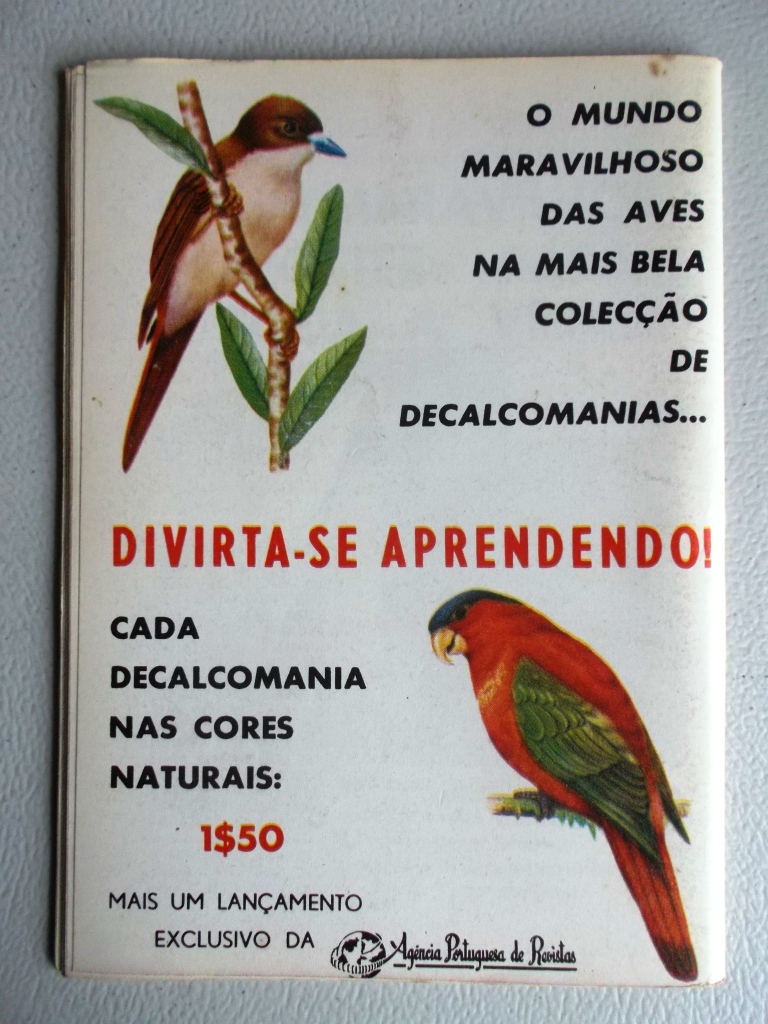 O MUNDO
MARAVILHOSO
DAS AVES
NA MAIS BELA
COLECÇÃO
DE
DECALCOMANIAS...
DIVIRTA-SE APRENDENDO!
CADA
DECALCOMANIA
NAS CORES
NATURAIS:
1$50
MAIS UM LANÇAMENTO
EXCLUSIVO DA Agência Portuguesa de Revistas